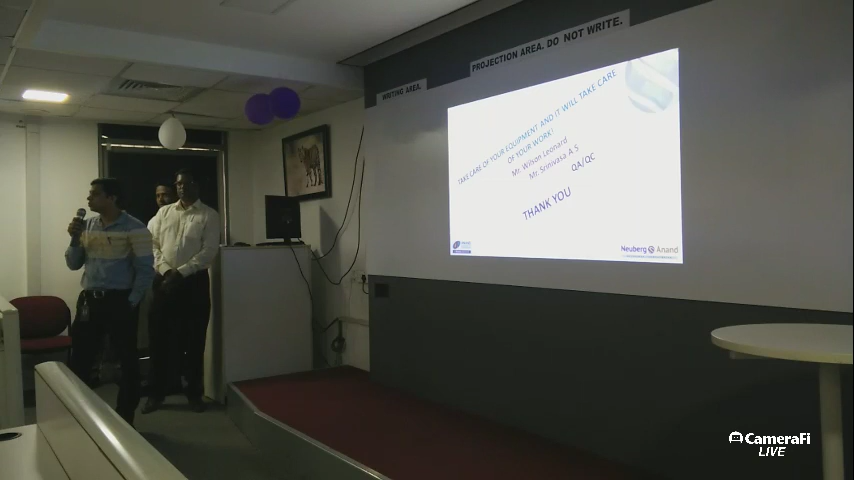 WRITING AREA.
PROJECTION AREA. DO NOT WRITE.
TAKE CARE OF YOUR EQUIPMENT AND IT WILL TAKE CARE
OF YOUR WORK!
Mr. Wilson Leonard
Mr. Srinivasa A S
QA/QC
THANK YOU
Neuberg Anand
CameraFi
LIVE